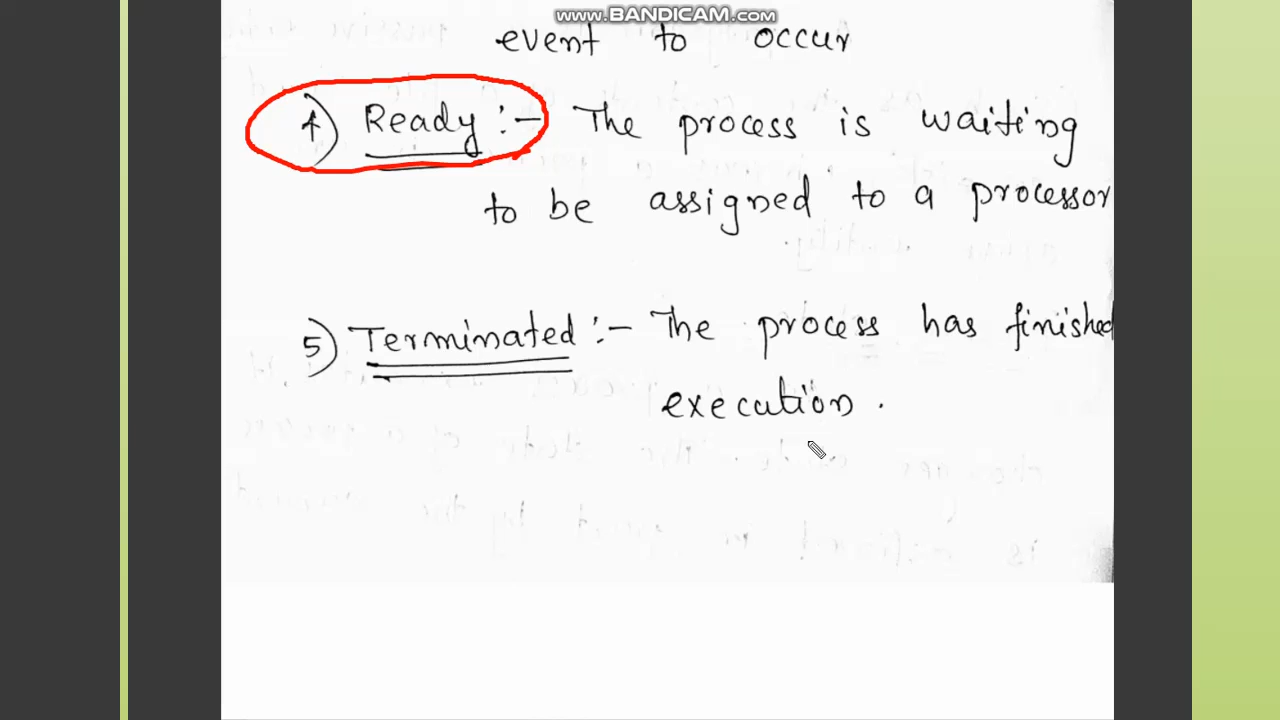 www.BANDICAM.com
event to occur
4) Ready :- The process is waiting
to be assigned to a processor
5) Terminated :- The process has finished
execution.